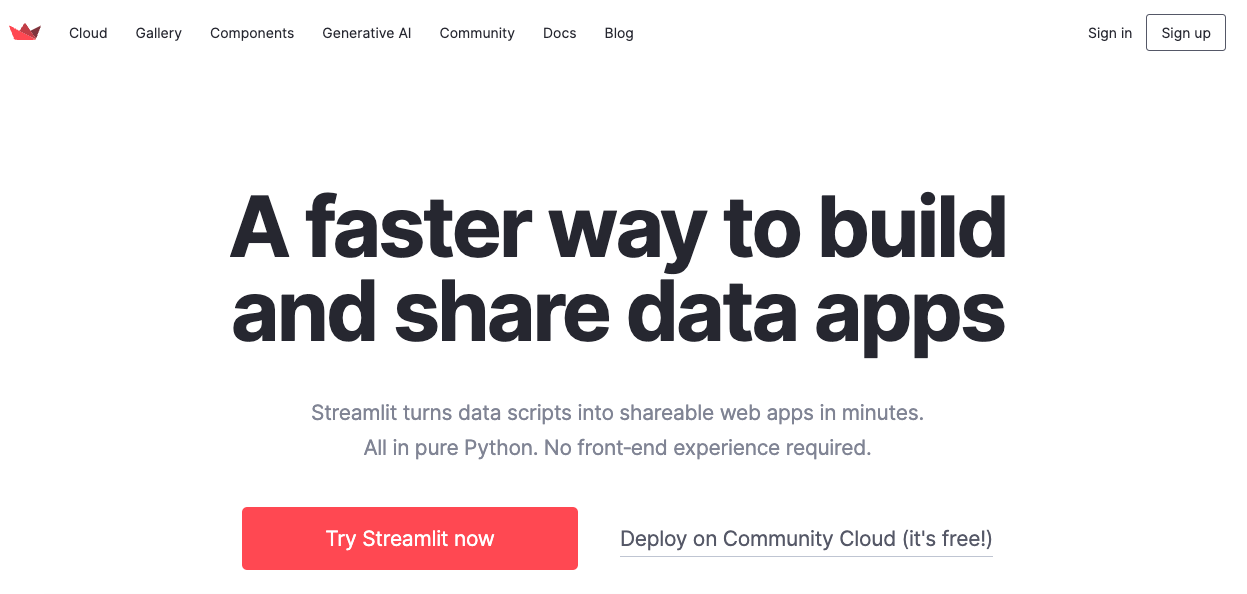 Cloud Gallery Components Generative AI Community Docs Blog Sign in Sign up
A faster way to build
and share data apps
Streamlit turns data scripts into shareable web apps in minutes.
All in pure Python. No front-end experience required.
Try Streamlit now Deploy on Community Cloud (it's free!)